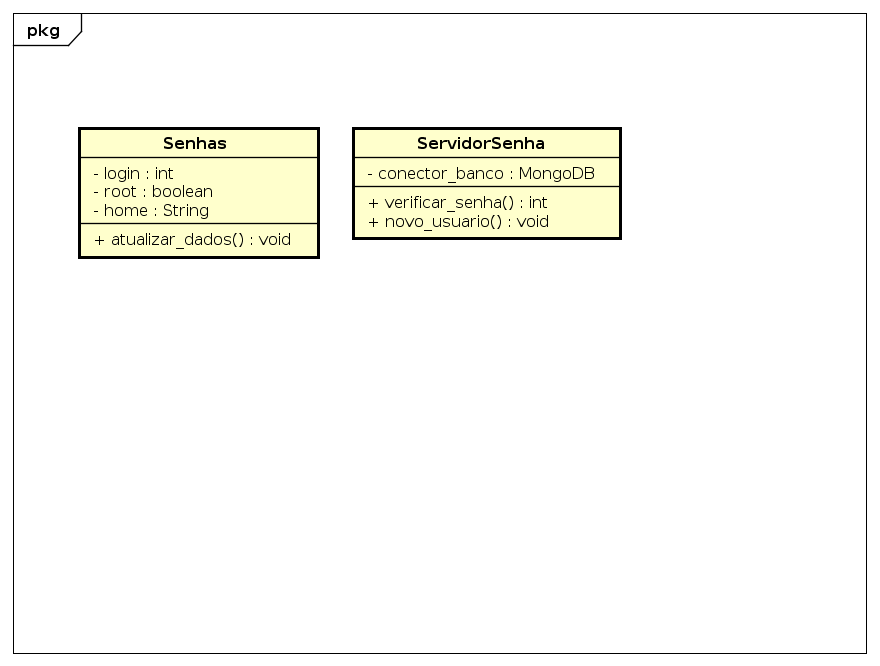 pkg
Senhas
- login : int
- root : boolean
- home : String
+ atualizar_dados() : void
ServidorSenha
- conector_banco : MongoDB
+ verificar_senha() : int
+ novo_usuario() : void